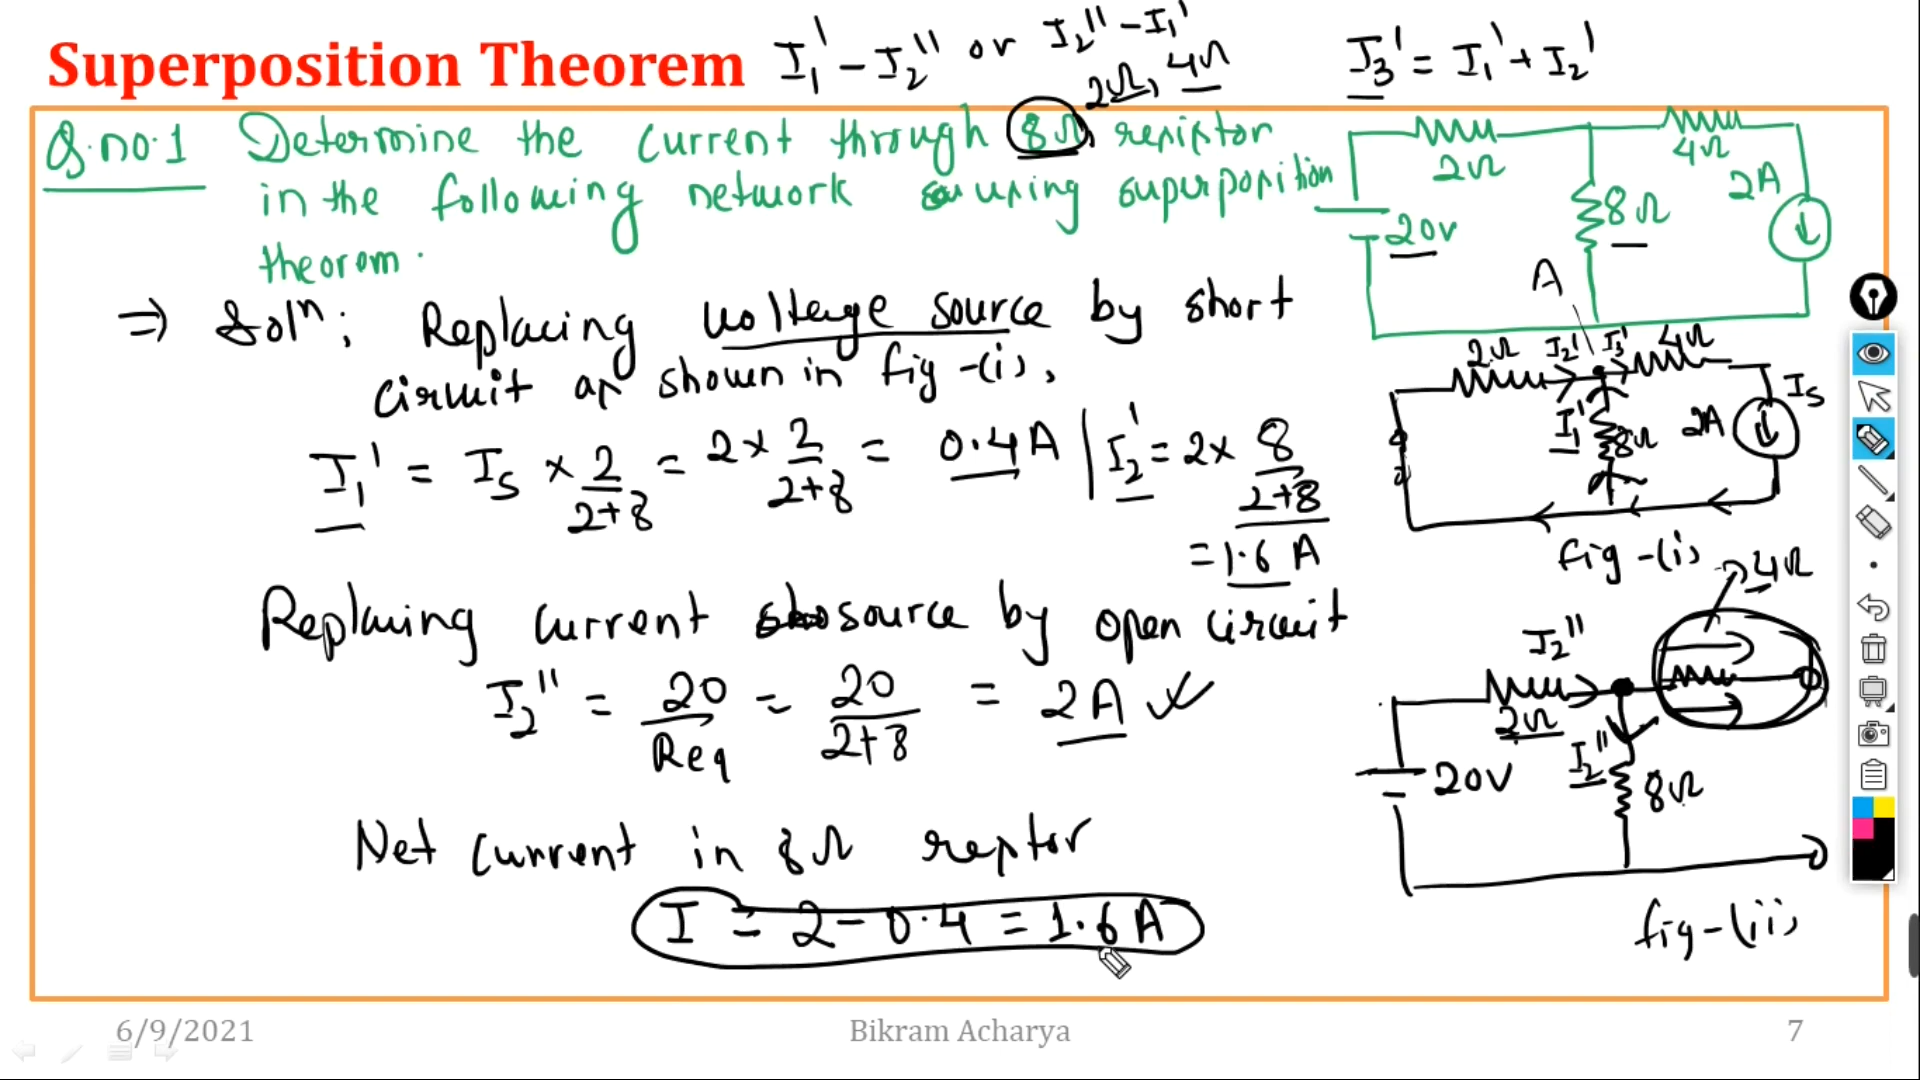 Superposition Theorem
I₁' - I₂'' or I₂'' - I₁'
2Ω, 4Ω
I₃' = I₁' + I₂'
Q.no.1 Determine the current through 8Ω resistor
in the following network using superposition
theorem.
2Ω
4Ω
8Ω
2A
20V
⇒ Solⁿ: Replacing voltage source by short
circuit as shown in fig-(i),
A
2Ω I₂' I₃' 4Ω
I₁' 8Ω 2A Is
fig-(i)
I₁' = Is × 2/(2+8) = 2 × 2/(2+8) = 0.4A | I₂' = 2 × 8/(2+8)
= 1.6 A
Replacing current source by open circuit
I₂'' = 20/Req = 20/(2+8) = 2A
4Ω
I₂''
2Ω
I₂''
20V 8Ω
fig-(ii)
Net current in 8Ω
I = 2 - 0.4 = 1.6 A
6/9/2021
Bikram Acharya
7